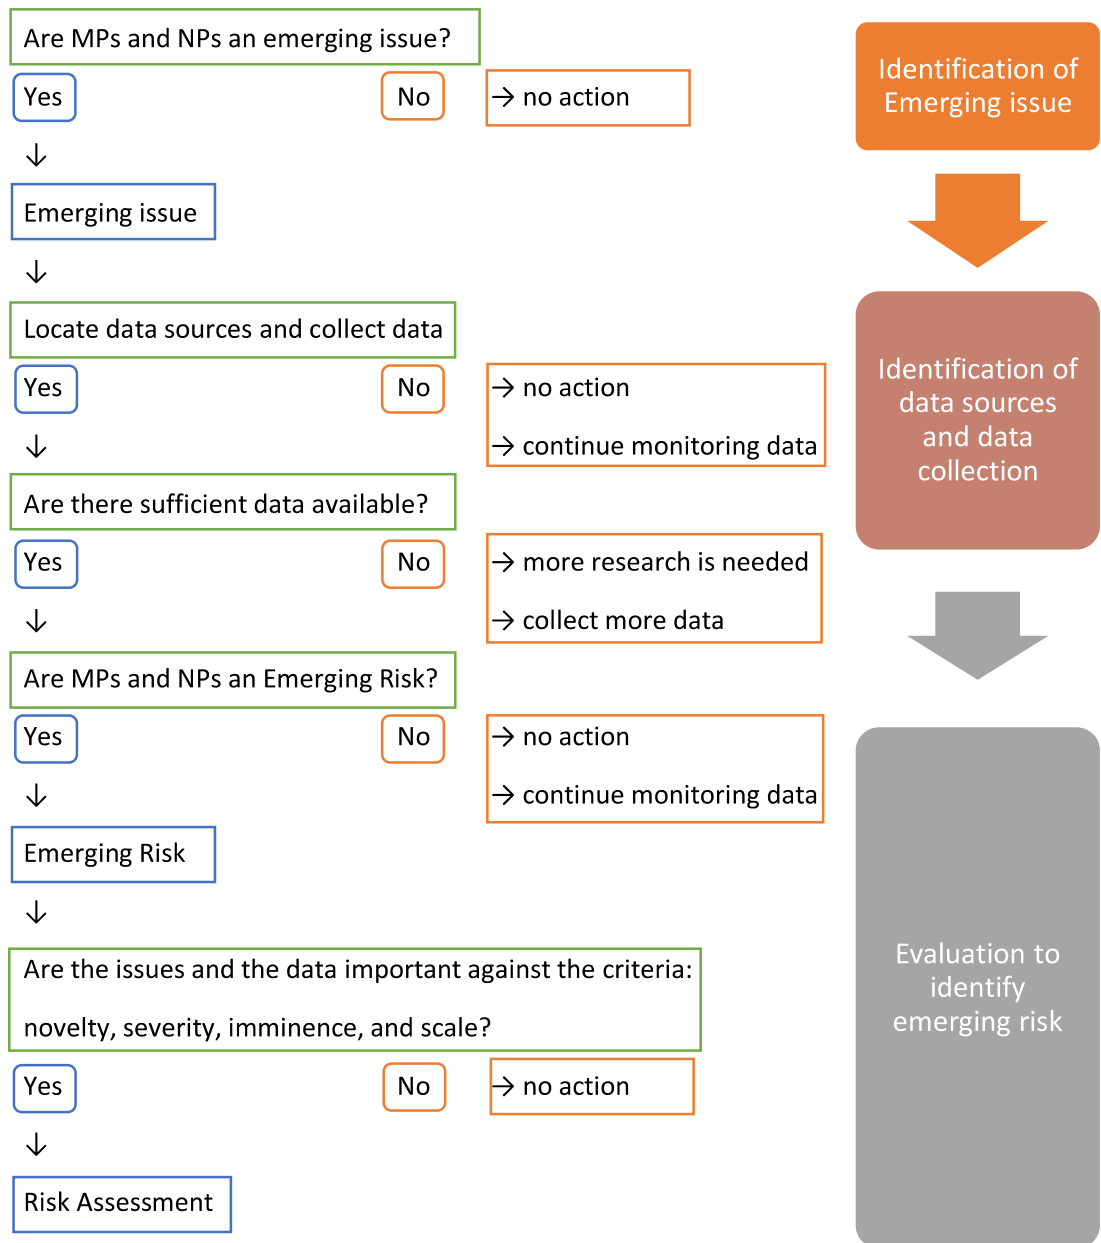 Are MPs and NPs an emerging issue?
Yes
No
→ no action
↓
Emerging issue
↓
Locate data sources and collect data
Yes
No
→ no action
↓
→ continue monitoring data
Are there sufficient data available?
Yes
No
→ more research is needed
↓
→ collect more data
Are MPs and NPs an Emerging Risk?
Yes
No
→ no action
↓
→ continue monitoring data
Emerging Risk
↓
Are the issues and the data important against the criteria:
novelty, severity, imminence, and scale?
Yes
No
→ no action
↓
Risk Assessment
Identification of
Emerging issue
Identification of
data sources
and data
collection
Evaluation to
identify
emerging risk